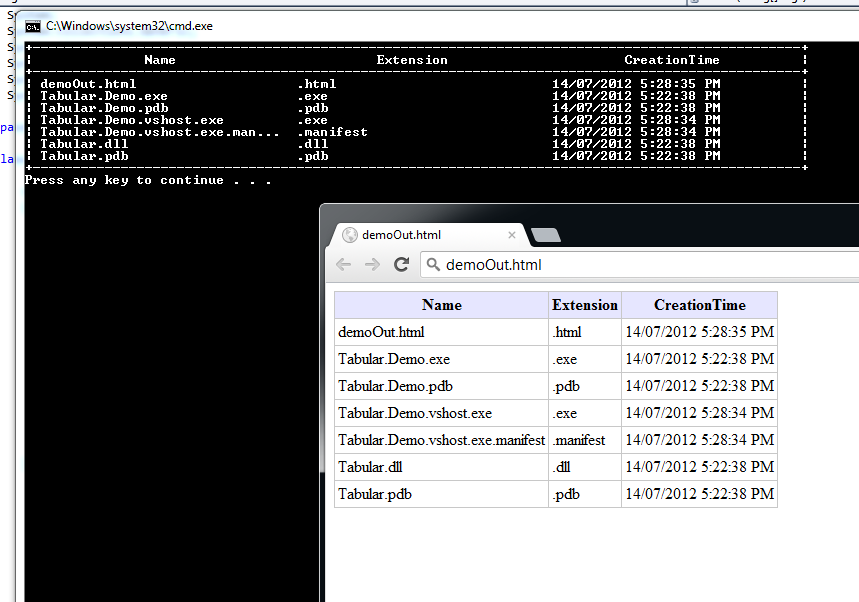 C:\Windows\system32\cmd.exe
Name Extension CreationTime
demoOut.html .html 14/07/2012 5:28:35 PM
Tabular.Demo.exe .exe 14/07/2012 5:22:38 PM
Tabular.Demo.pdb .pdb 14/07/2012 5:22:38 PM
Tabular.Demo.vshost.exe .exe 14/07/2012 5:28:34 PM
Tabular.Demo.vshost.exe.man... .manifest 14/07/2012 5:28:34 PM
Tabular.dll .dll 14/07/2012 5:22:38 PM
Tabular.pdb .pdb 14/07/2012 5:22:38 PM
Press any key to continue . . .
demoOut.html
demoOut.html
Name Extension CreationTime
demoOut.html .html 14/07/2012 5:28:35 PM
Tabular.Demo.exe .exe 14/07/2012 5:22:38 PM
Tabular.Demo.pdb .pdb 14/07/2012 5:22:38 PM
Tabular.Demo.vshost.exe .exe 14/07/2012 5:28:34 PM
Tabular.Demo.vshost.exe.manifest .manifest 14/07/2012 5:28:34 PM
Tabular.dll .dll 14/07/2012 5:22:38 PM
Tabular.pdb .pdb 14/07/2012 5:22:38 PM